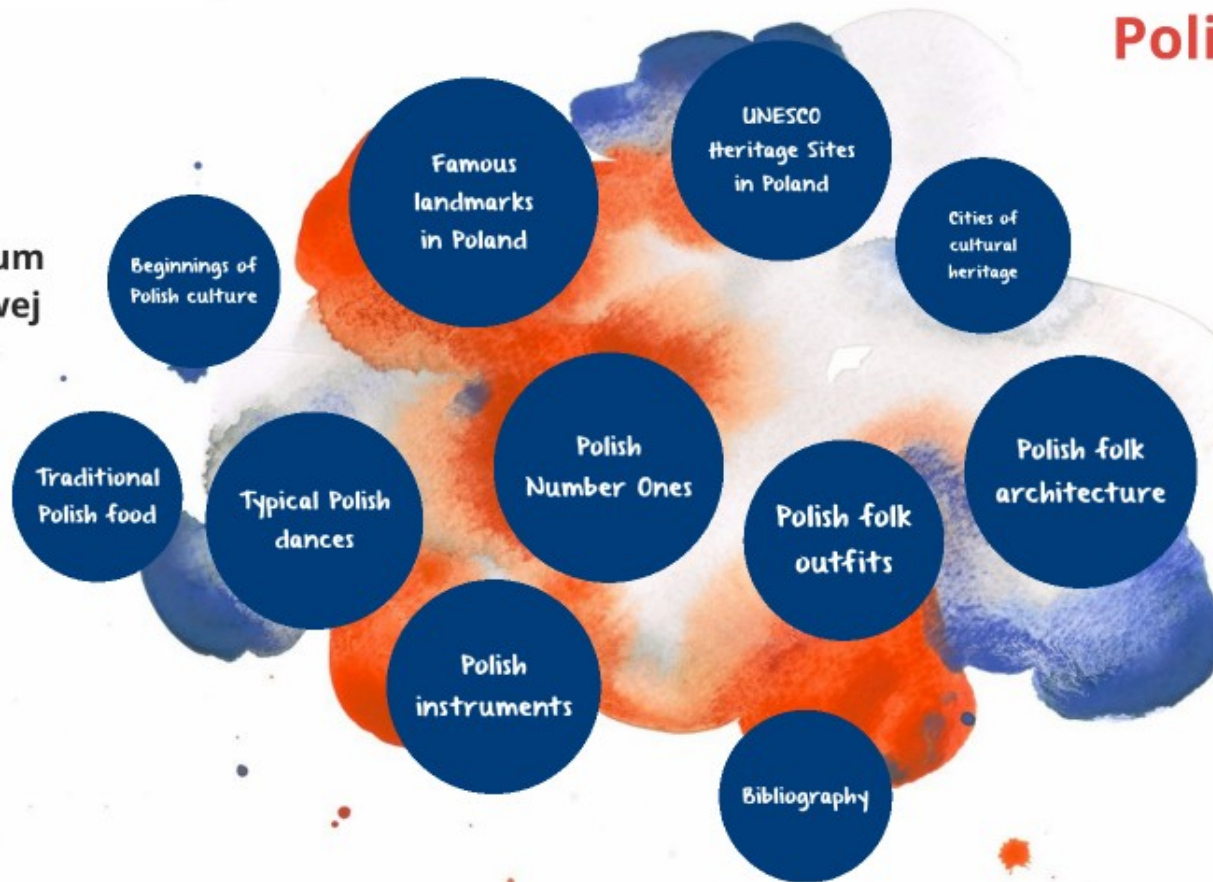 Poli
UNESCO
Heritage Sites
in Poland
Famous
landmarks
in Poland
Cities of
cultural
heritage
um
wej
Beginnings of
Polish culture
Polish
Number Ones
Polish folk
architecture
Traditional
Polish food
Typical Polish
dances
Polish folk
outfits
Polish
instruments
Bibliography